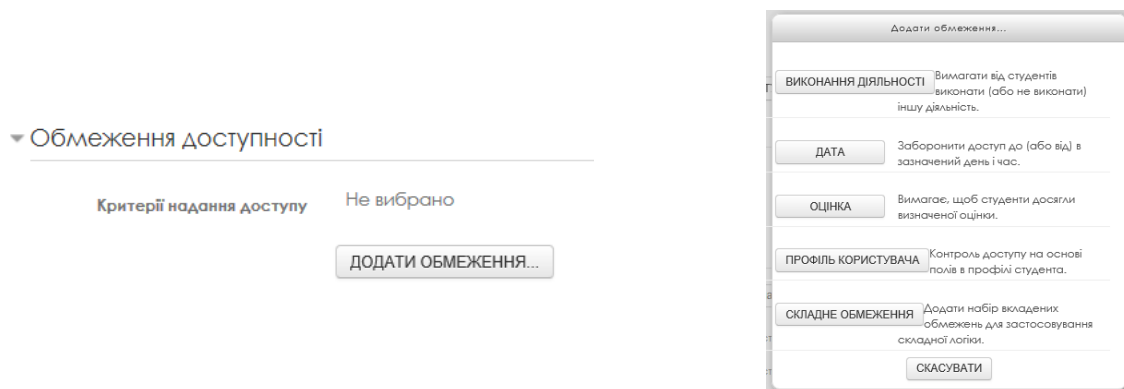 Обмеження доступності
Критерії надання доступу
Не вибрано
ДОДАТИ ОБМЕЖЕННЯ...
Додати обмеження...
ВИКОНАННЯ ДІЯЛЬНОСТІ
Вимагати від студентів
виконати (або не виконати)
іншу діяльність.
ДАТА
Заборонити доступ до (або від) в
зазначений день і час.
ОЦІНКА
Вимагає, щоб студенти досягли
визначеної оцінки.
ПРОФІЛЬ КОРИСТУВАЧА
Контроль доступу на основі
полів в профілі студента.
СКЛАДНЕ ОБМЕЖЕННЯ
Додати набір вкладених
обмежень для застосовування
складної логіки.
СКАСУВАТИ